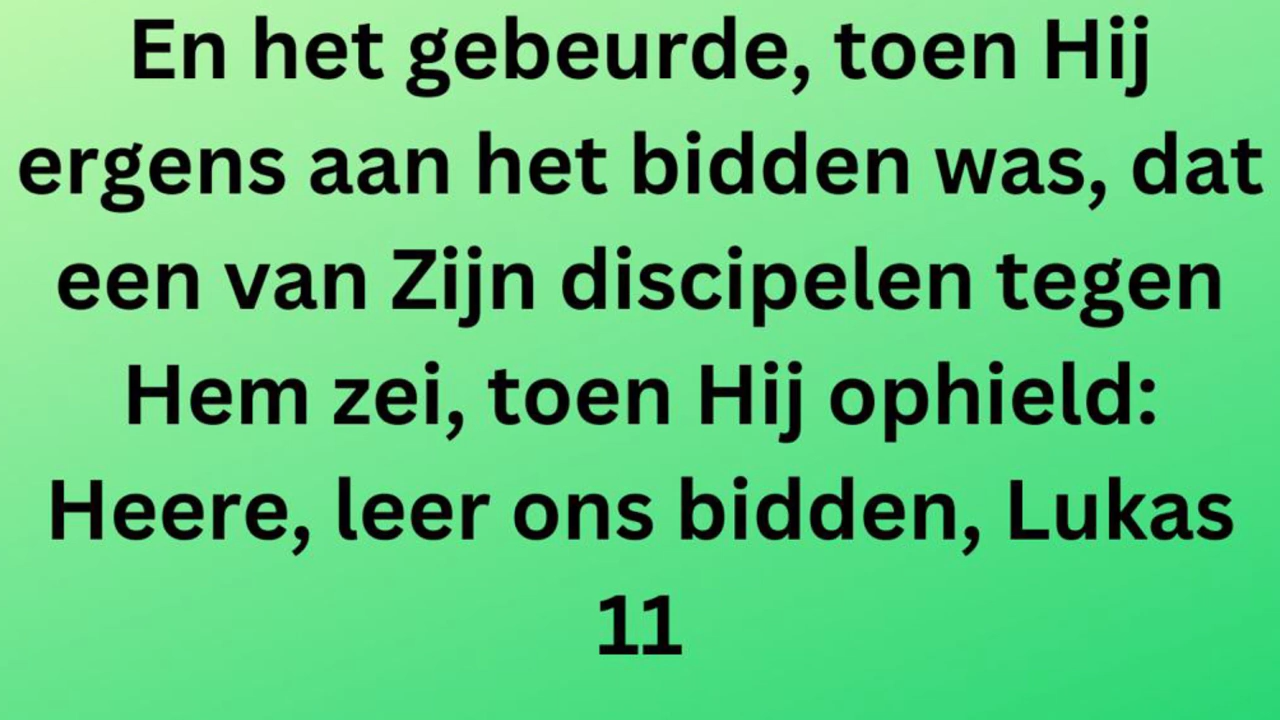 En het gebeurde, toen Hij
ergens aan het bidden was, dat
een van Zijn discipelen tegen
Hem zei, toen Hij ophield:
Heere, leer ons bidden, Lukas
11